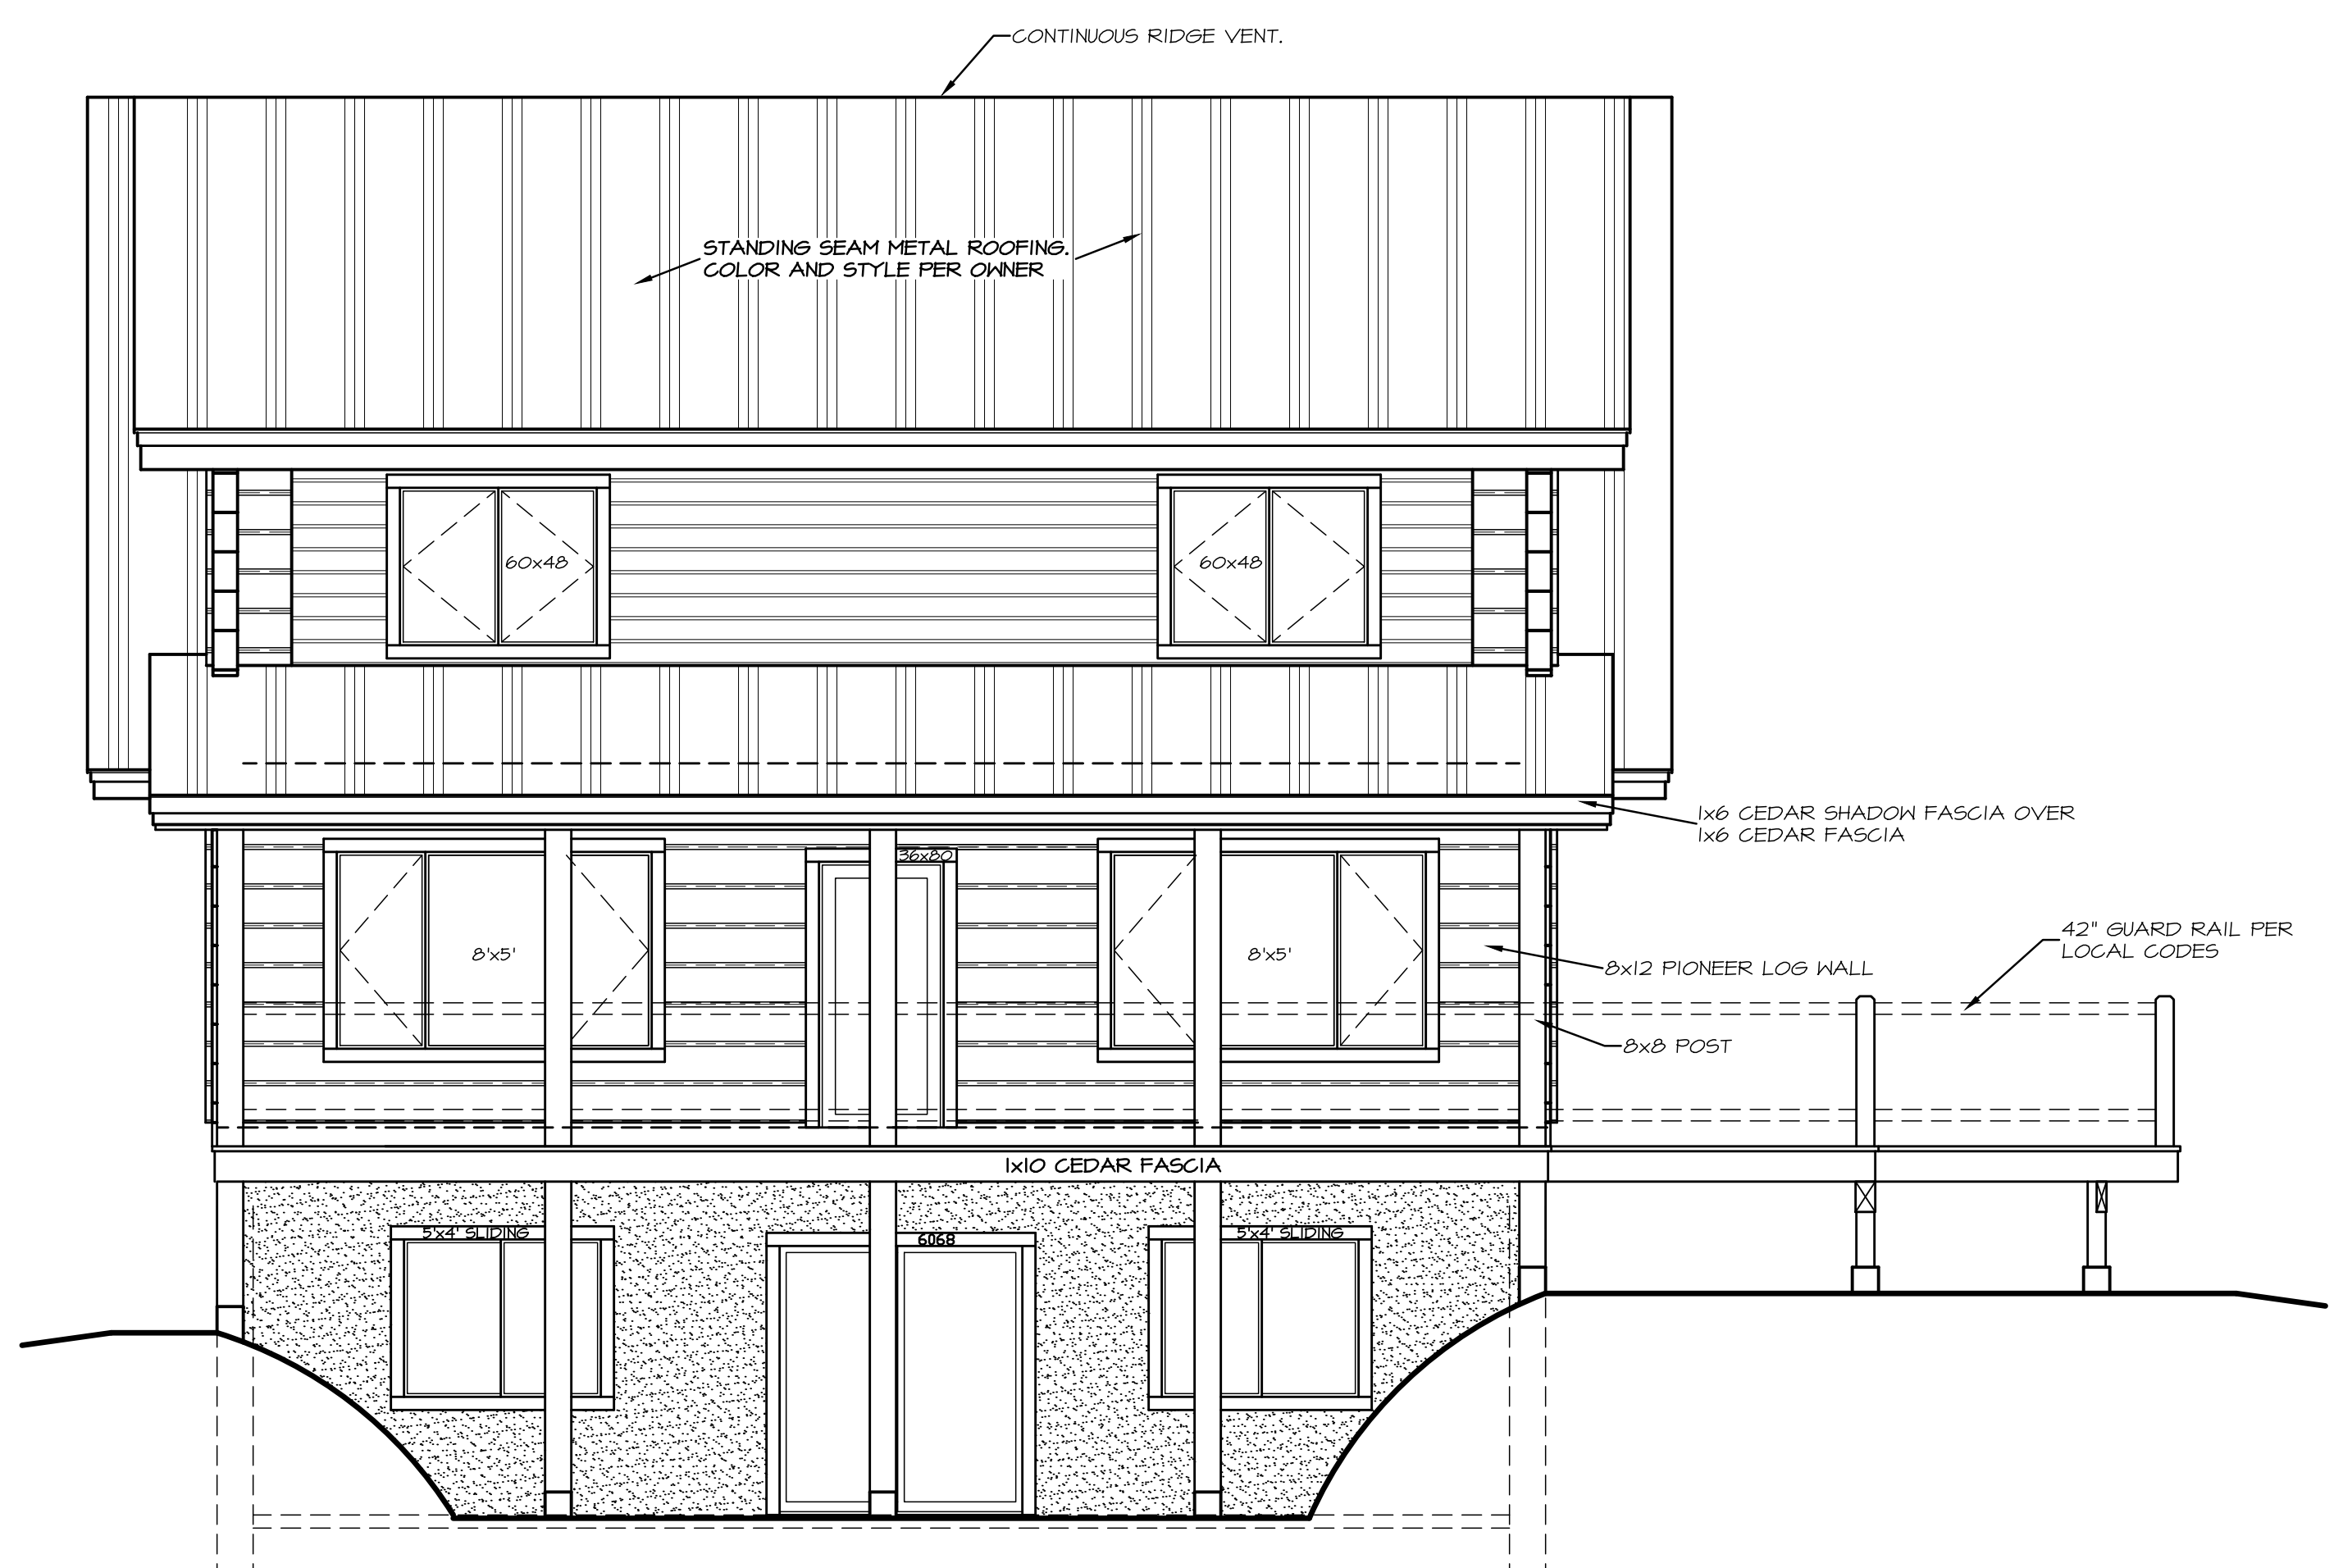 CONTINUOUS RIDGE VENT.
STANDING SEAM METAL ROOFING.
COLOR AND STYLE PER OWNER
60x48
60x48
1x6 CEDAR SHADOW FASCIA OVER
1x6 CEDAR FASCIA
36x80
42" GUARD RAIL PER
LOCAL CODES
8'x5'
8'x5'
8x12 PIONEER LOG WALL
8x8 POST
1x10 CEDAR FASCIA
5'x4' SLIDING
5'x4' SLIDING
6068